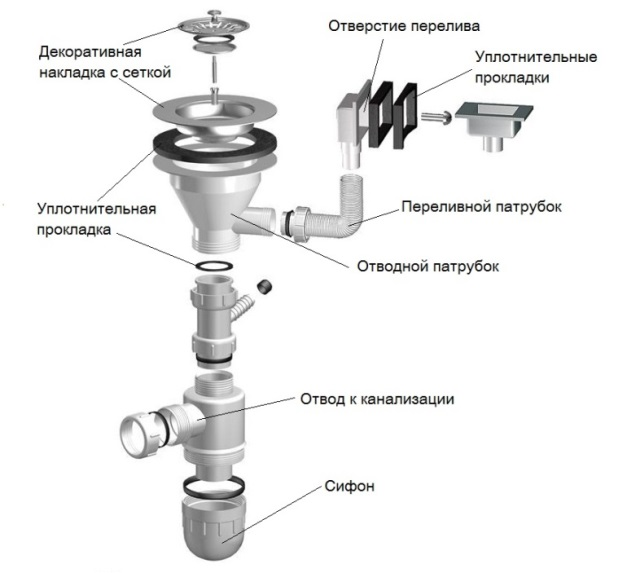 Отверстие перелива
Декоративная
накладка с сеткой
Уплотнительные
прокладки
Уплотнительная
прокладка
Переливной патрубок
Отводной патрубок
Отвод к канализации
Сифон